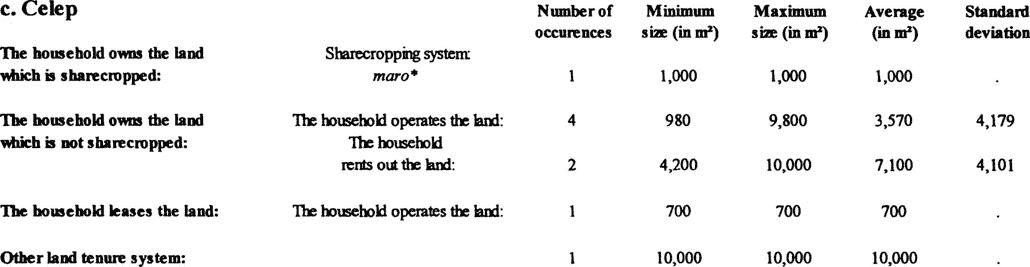 c. Celep
Number of occurences Minimum size (in m²) Maximum size (in m²) Average (in m²) Standard deviation
The household owns the land which is sharecropped: Sharecropping system: maro* 1 1,000 1,000 1,000 .
The household owns the land which is not sharecropped: The household operates the land: 4 980 9,800 3,570 4,179
The household rents out the land: 2 4,200 10,000 7,100 4,101
The household leases the land: The household operates the land: 1 700 700 700 .
Other land tenure system: 1 10,000 10,000 10,000 .